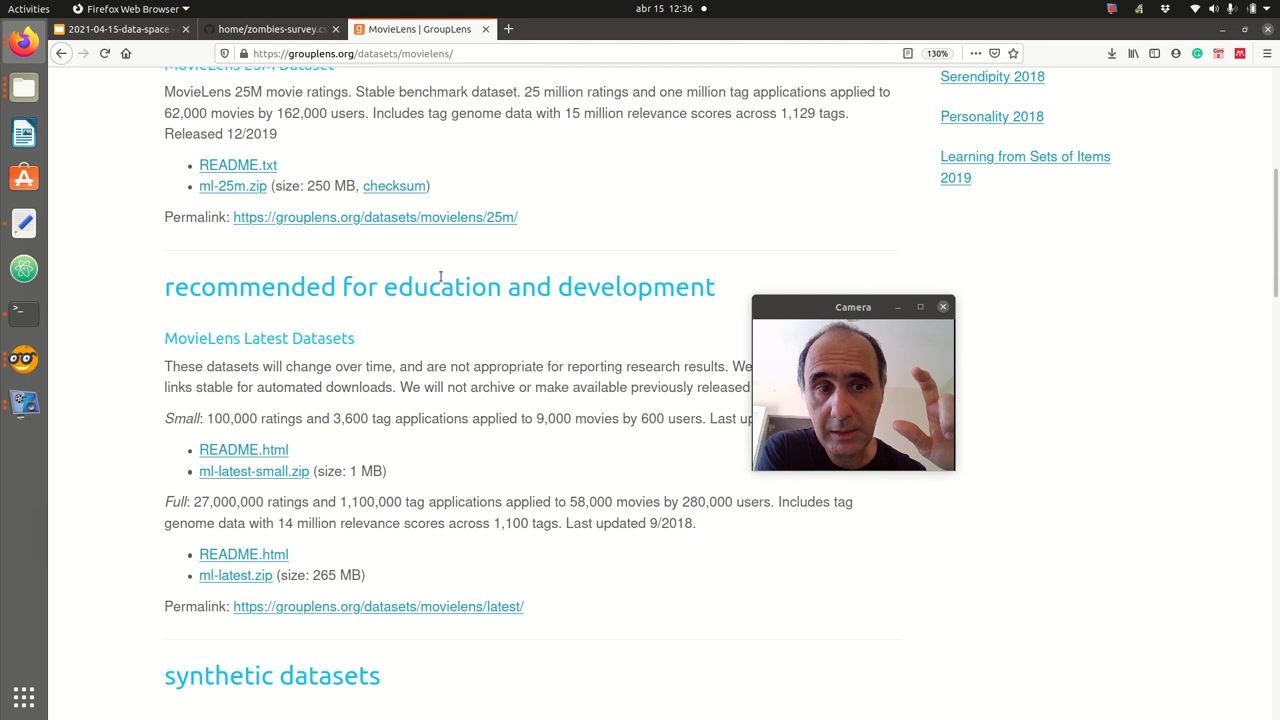 Activities
Firefox Web Browser
abr 15 12:36
2021-04-15-data-space -
home/zombies-survey.cs
MovieLens | GroupLens
https://grouplens.org/datasets/movielens/
130%
MovieLens 25M Dataset
MovieLens 25M movie ratings. Stable benchmark dataset. 25 million ratings and one million tag applications applied to
62,000 movies by 162,000 users. Includes tag genome data with 15 million relevance scores across 1,129 tags.
Released 12/2019
README.txt
ml-25m.zip (size: 250 MB, checksum)
Permalink: https://grouplens.org/datasets/movielens/25m/
recommended for education and development
MovieLens Latest Datasets
These datasets will change over time, and are not appropriate for reporting research results. We
links stable for automated downloads. We will not archive or make available previously released
Small: 100,000 ratings and 3,600 tag applications applied to 9,000 movies by 600 users. Last up
README.html
ml-latest-small.zip (size: 1 MB)
Full: 27,000,000 ratings and 1,100,000 tag applications applied to 58,000 movies by 280,000 users. Includes tag
genome data with 14 million relevance scores across 1,100 tags. Last updated 9/2018.
README.html
ml-latest.zip (size: 265 MB)
Permalink: https://grouplens.org/datasets/movielens/latest/
synthetic datasets
Serendipity 2018
Personality 2018
Learning from Sets of Items
2019
Camera